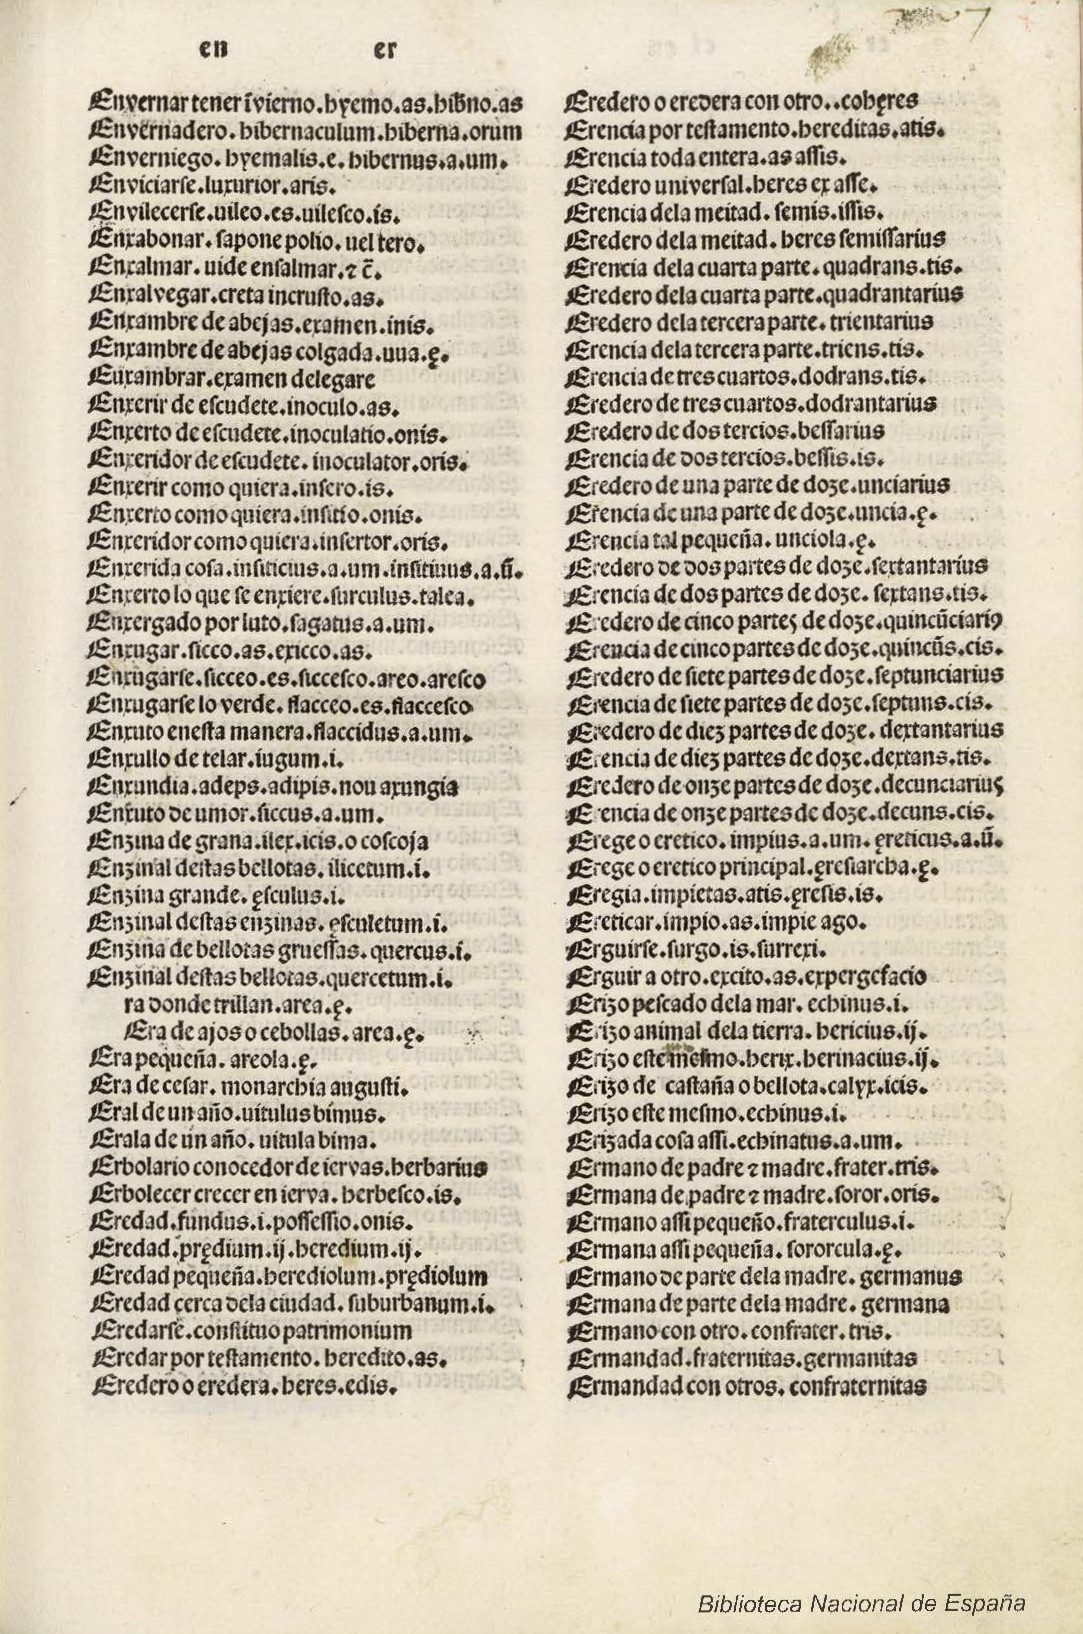 en er
Envernar tener īvierno.hyemo.as.hib̃no.as
Envernadero.hibernaculum.hiberna.orum
Enverniego.hyemalis.e.hibernus.a.um.
Enviciarse.luxurior.aris.
Envilecerse.uileo.es.uilesco.is.
Enxabonar.sapone polio.uel tero.
Enxalmar.uide ensalmar.⁊ c̃.
Enxalvegar.creta incrusto.as.
Enxambre de abejas.examen.inis.
Enxambre de abejas colgada.uua.ę.
Euxambrar.examen delegare
Enxerir de escudete.inoculo.as.
Enxerto de escudete.inoculatio.onis.
Enxeridor de escudete.inoculator.oris.
Enxerir como quiera.insero.is.
Enxerto como quiera.insitio.onis.
Enxeridor como quiera.insertor.oris.
Enxerida cosa.insiticius.a.um.insitiuus.a.ũ.
Enxerto lo que se enxiere.surculus.talea.
Enxergado por luto.sagatus.a.um.
Enxugar.sicco.as.exicco.as.
Enxugarse.sicceo.es.siccesco.areo.aresco
Enxugarse lo verde.flacceo.es.flaccesco
Enxuto enesta manera.flaccidus.a.um.
Enxullo de telar.iugum.i.
Enxundia.adeps.adipis.non axungia
Enxuto de umor.siccus.a.um.
Enzina de grana.ilex.icis.o coscoja
Enzinal destas bellotas.ilicetum.i.
Enzina grande.ęsculus.i.
Enzinal destas enzinas.ęsculetum.i.
Enzina de bellotas gruessas.quercus.i.
Enzinal destas bellotas.quercetum.i.
ra donde trillan.area.ę.
Era de ajos o cebollas.area.ę.
Era pequeña.areola.ę.
Era de cesar.monarchia augusti.
Eral de un año.uitulus bimus.
Erala de un año.uitula bima.
Erbolario conocedor de iervas.herbarius
Erbolecer crecer en ierva.herbesco.is.
Eredad.fundus.i.possessio.onis.
Eredad.prędium.ij.heredium.ij.
Eredad pequeña.herediolum.prędiolum
Eredad çerca dela ciudad.suburbanum.i.
Eredarse.constituo patrimonium
Eredar por testamento.heredito.as.
Eredero o eredera.heres.edis.
Eredero o eredera con otro..cohęres
Erencia por testamento.hereditas.atis.
Erencia toda entera.as assis.
Eredero universal.heres ex asse.
Erencia dela meitad.semis.issis.
Eredero dela meitad.heres semissarius
Erencia dela cuarta parte.quadrans.tis.
Eredero dela cuarta parte.quadrantarius
Eredero dela tercera parte.trientarius
Erencia dela tercera parte.triens.tis.
Erencia de tres cuartos.dodrans.tis.
Eredero de tres cuartos.dodrantarius
Eredero de dos tercios.bessarius
Erencia de dos tercios.bessis.is.
Eredero de una parte de doze.unciarius
Erencia de una parte de doze.uncia.ę.
Erencia tal pequeña.unciola.ę.
Eredero de dos partes de doze.sextantarius
Erencia de dos partes de doze.sextans.tis.
Eredero de cinco partes de doze.quincũciariꝰ
Erencia de cinco partes de doze.quincũs.cis.
Eredero de siete partes de doze.septunciarius
Erencia de siete partes de doze.septuns.cis.
Eredero de diez partes de doze.dextantarius
Erencia de diez partes de doze.dextans.tis.
Eredero de onze partes de doze.decunciarius
Erencia de onze partes de doze.decuns.cis.
Erege o eretico.impius.a.um.ęreticus.a.ũ.
Erege o eretico principal.ęresiarcha.ę.
Eregia.impietas.atis.ęresis.is.
Ereticar.impio.as.impie ago.
Erguirse.surgo.is.surrexi.
Erguir a otro.excito.as.expergefacio
Erizo pescado dela mar.echinus.i.
Erizo animal dela tierra.hericius.ij.
Erizo este mesmo.herix.herinacius.ij.
Erizo de castaña o bellota.calyx.icis.
Erizo este mesmo.echinus.i.
Erizada cosa assi.echinatus.a.um.
Ermano de padre ⁊ madre.frater.tris.
Ermana de padre ⁊ madre.soror.oris.
Ermano assi pequeño.fraterculus.i.
Ermana assi pequeña.sororcula.ę.
Ermano de parte dela madre.germanus
Ermana de parte dela madre.germana
Ermano con otro.confrater.tris.
Ermandad.fraternitas.germanitas
Ermandad con otros.confraternitas
Biblioteca Nacional de España